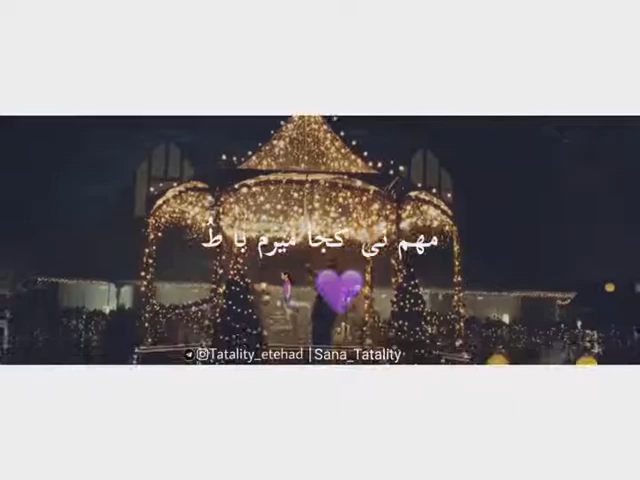 مهم نی کجا میرم با طُ
Tatality_etehad | Sana_Tatality